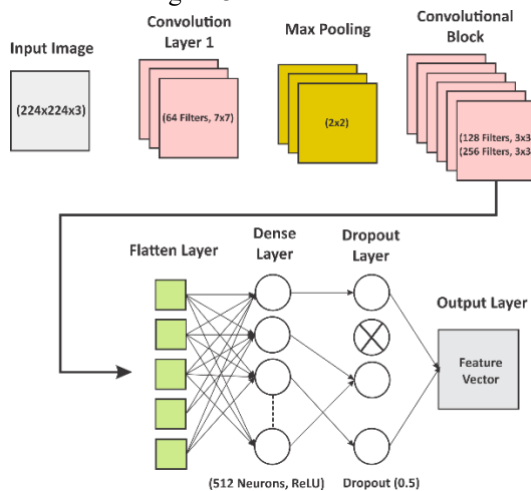 Input Image
Convolution
Layer 1
Max Pooling
Convolutional
Block
(224x224x3)
(64 Filters, 7x7)
(2x2)
(128 Filters, 3x3
(256 Filters, 3x3
Flatten Layer
Dense
Layer
Dropout
Layer
Output Layer
Feature
Vector
(512 Neurons, ReLU)
Dropout (0.5)